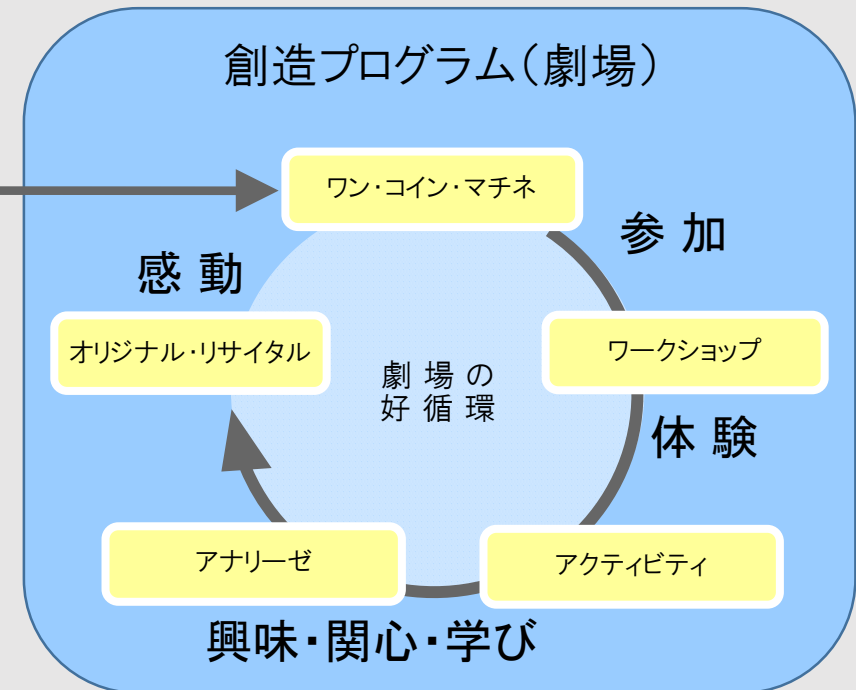 創造プログラム(劇場)
ワン・コイン・マチネ
参 加
感 動
オリジナル・リサイタル
ワークショップ
劇 場 の
好 循 環
体 験
アナリーゼ
アクティビティ
興味・関心・学び